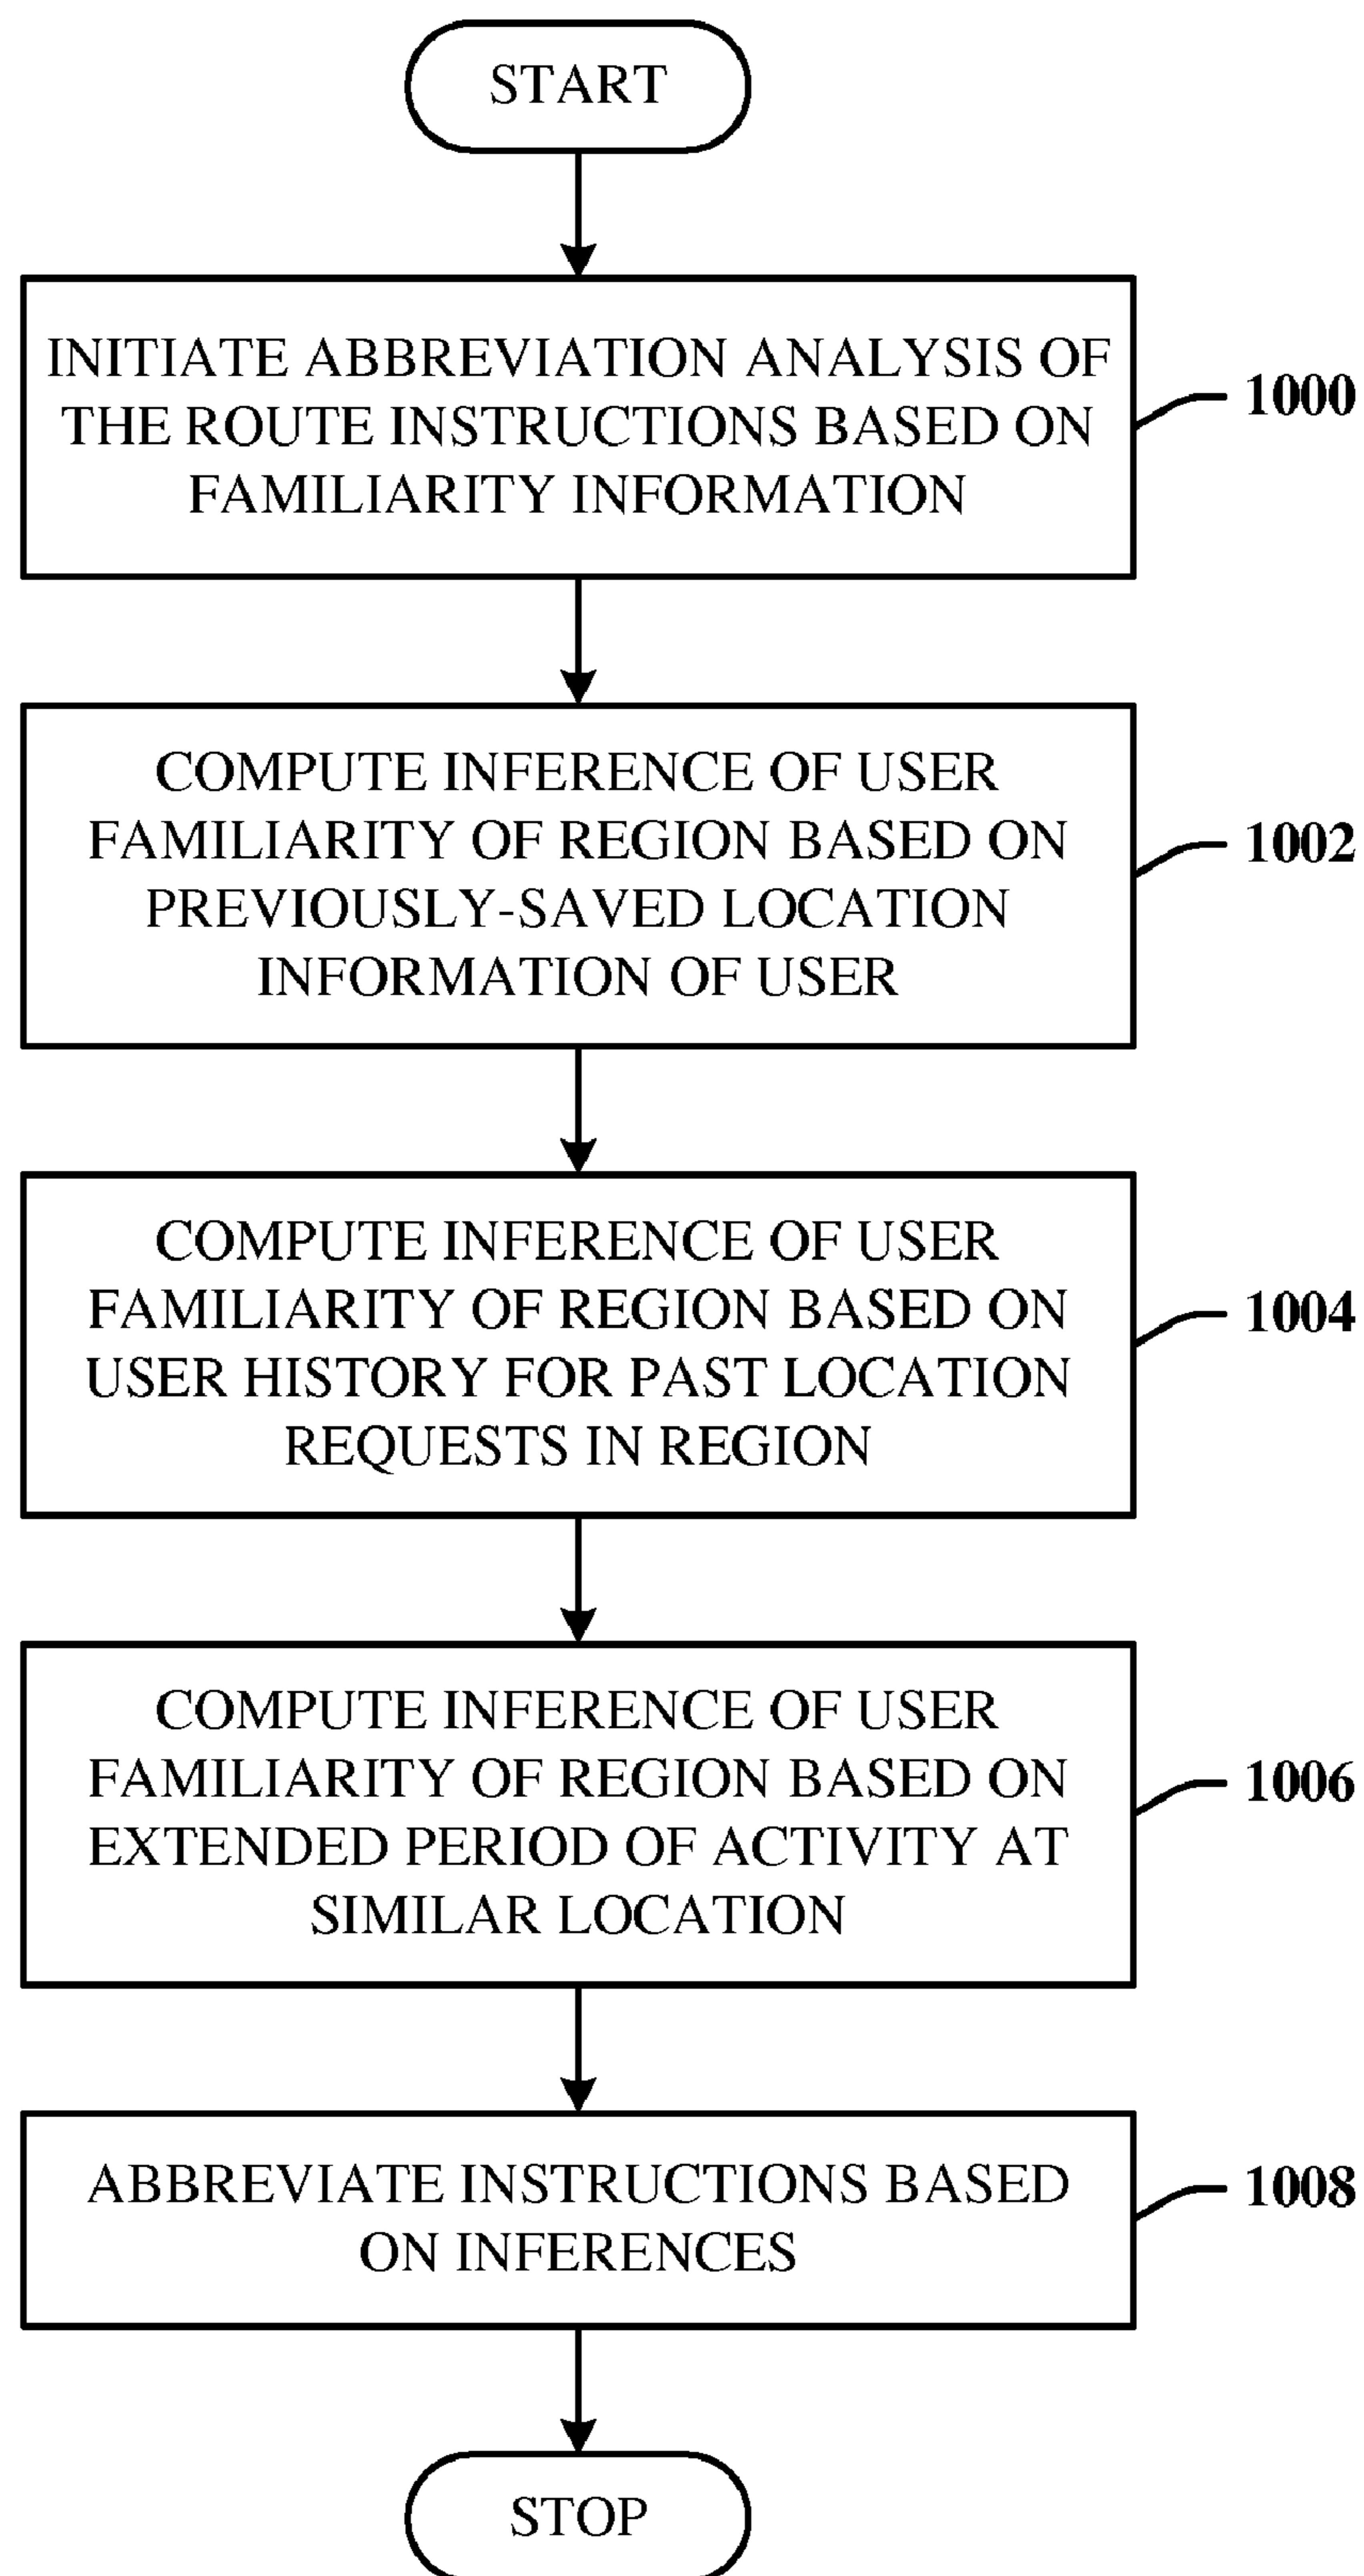 START
INITIATE ABBREVIATION ANALYSIS OF
THE ROUTE INSTRUCTIONS BASED ON
FAMILIARITY INFORMATION
1000
COMPUTE INFERENCE OF USER
FAMILIARITY OF REGION BASED ON
PREVIOUSLY-SAVED LOCATION
INFORMATION OF USER
1002
COMPUTE INFERENCE OF USER
FAMILIARITY OF REGION BASED ON
USER HISTORY FOR PAST LOCATION
REQUESTS IN REGION
1004
COMPUTE INFERENCE OF USER
FAMILIARITY OF REGION BASED ON
EXTENDED PERIOD OF ACTIVITY AT
SIMILAR LOCATION
1006
ABBREVIATE INSTRUCTIONS BASED
ON INFERENCES
1008
STOP